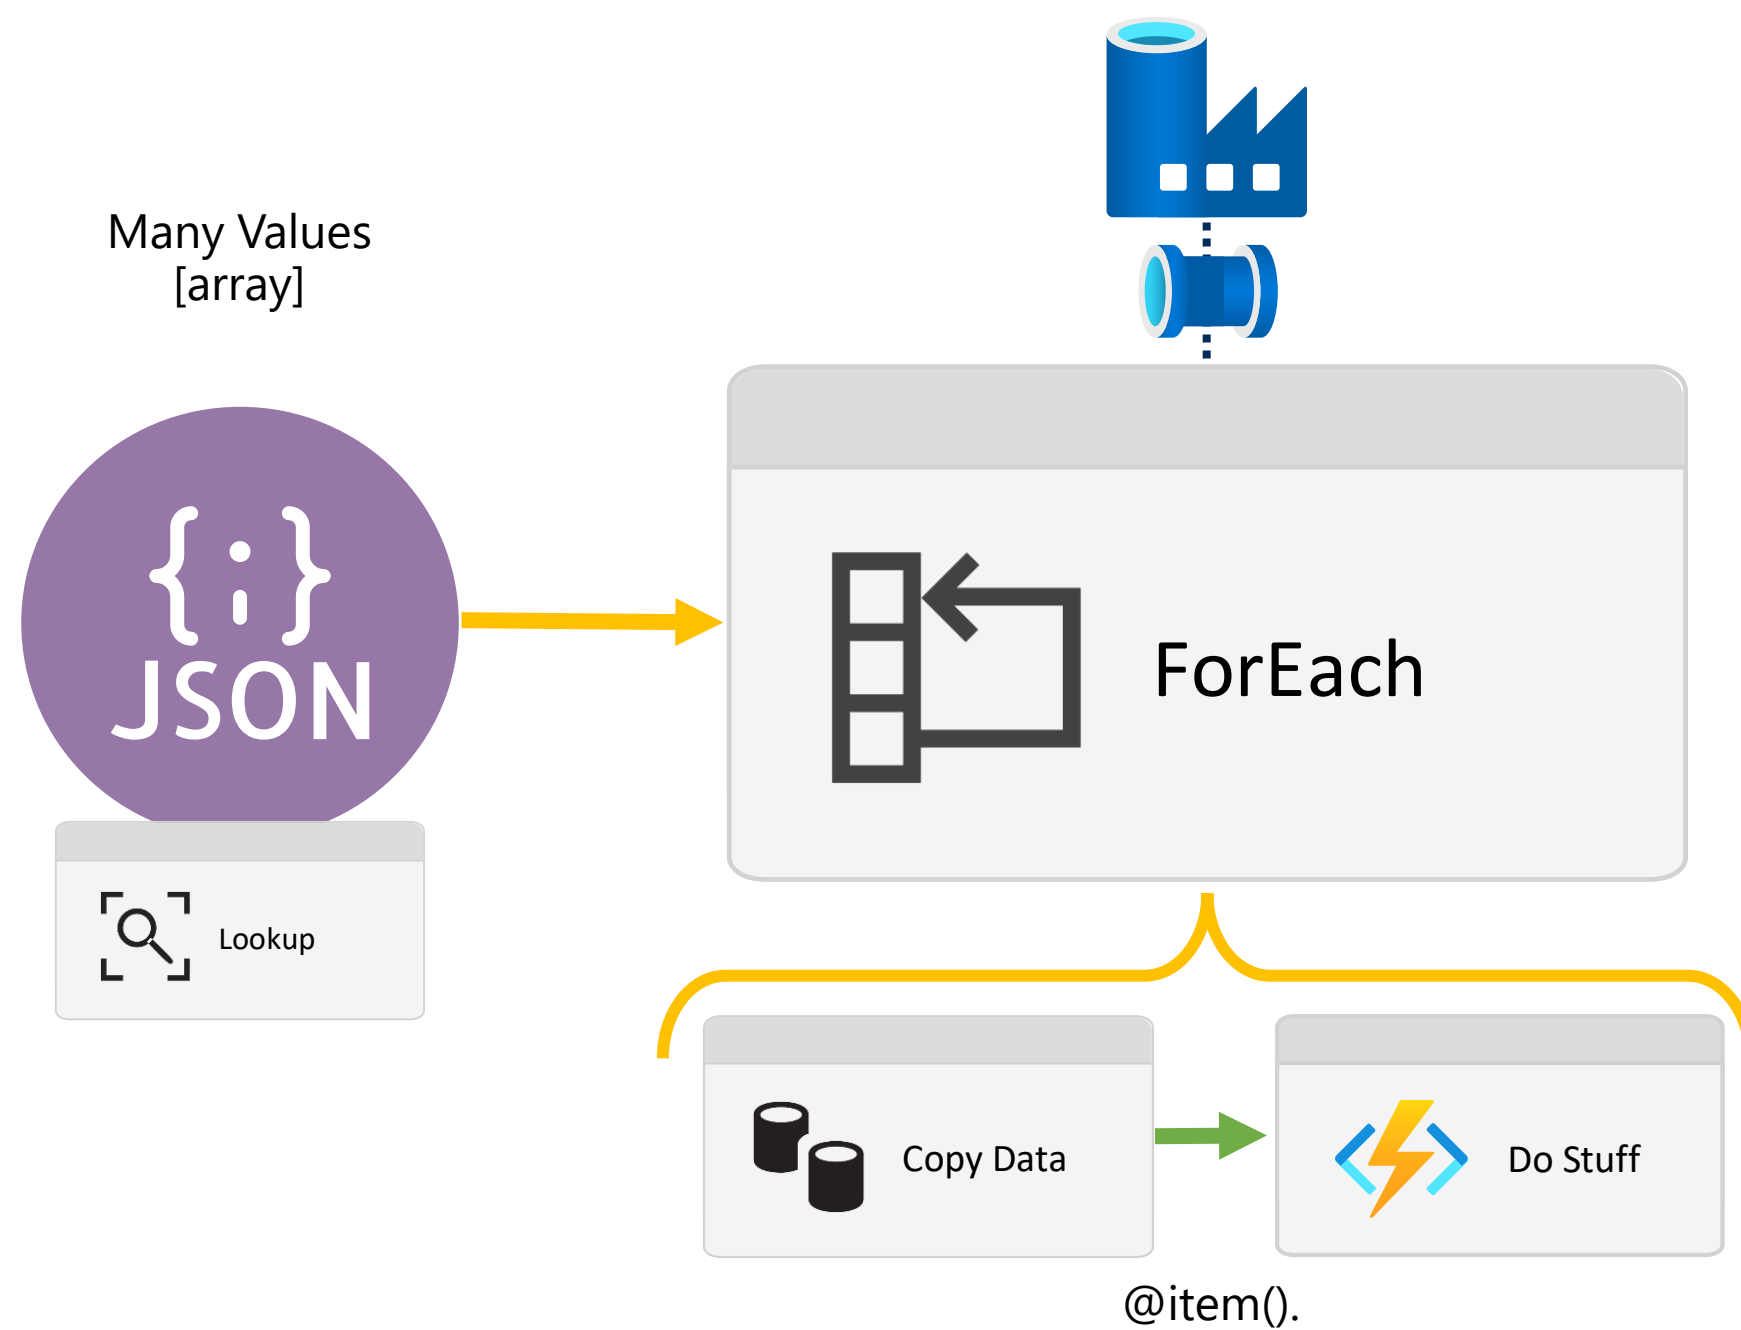 Many Values
[array]
{;}
JSON
Lookup
ForEach
Copy Data
Do Stuff
@item().